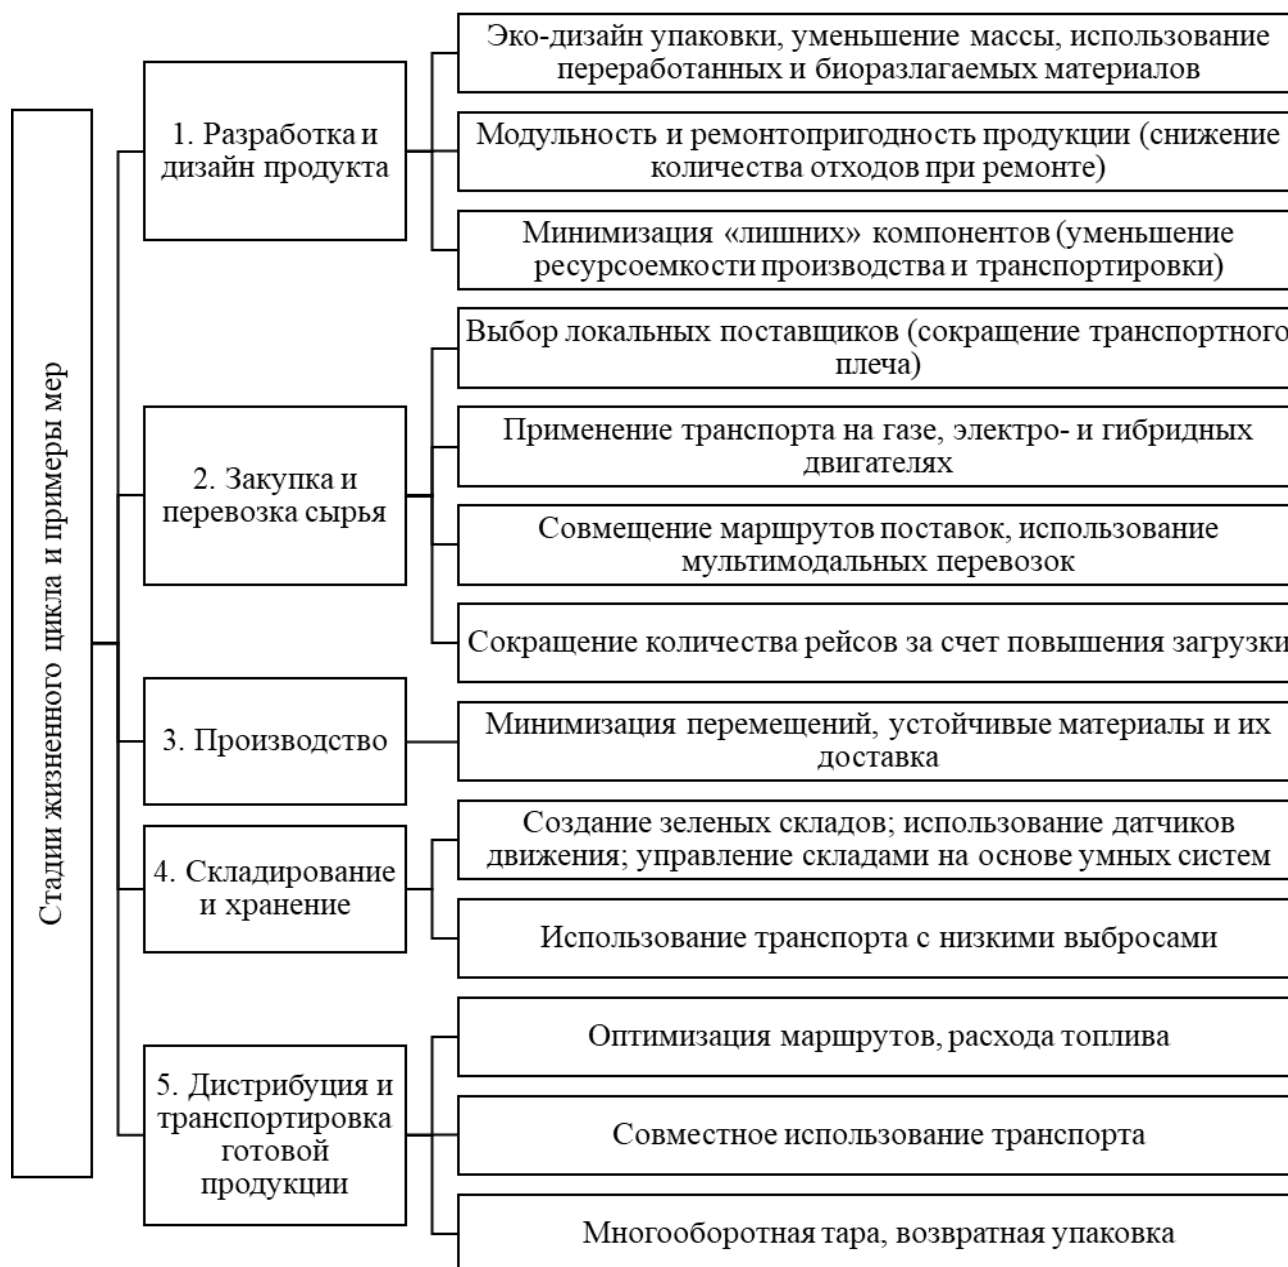 Стадии жизненного цикла и примеры мер
1. Разработка и
дизайн продукта
Эко-дизайн упаковки, уменьшение массы, использование
переработанных и биоразлагаемых материалов
Модульность и ремонтопригодность продукции (снижение
количества отходов при ремонте)
Минимизация «лишних» компонентов (уменьшение
ресурсоемкости производства и транспортировки)
2. Закупка и
перевозка сырья
Выбор локальных поставщиков (сокращение транспортного
плеча)
Применение транспорта на газе, электро- и гибридных
двигателях
Совмещение маршрутов поставок, использование
мультимодальных перевозок
Сокращение количества рейсов за счет повышения загрузки
3. Производство
Минимизация перемещений, устойчивые материалы и их
доставка
4. Складирование
и хранение
Создание зеленых складов; использование датчиков
движения; управление складами на основе умных систем
Использование транспорта с низкими выбросами
5. Дистрибуция и
транспортировка
готовой
продукции
Оптимизация маршрутов, расхода топлива
Совместное использование транспорта
Многооборотная тара, возвратная упаковка